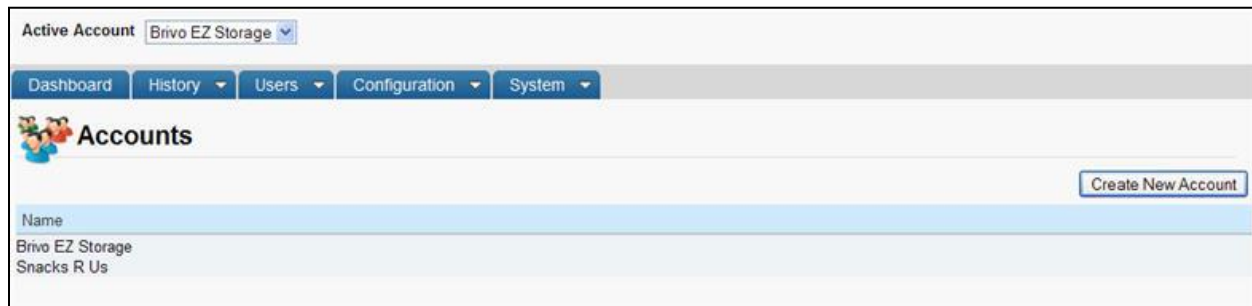 Active Account Brivo EZ Storage
Dashboard History Users Configuration System
Accounts
Create New Account
Name
Brivo EZ Storage
Snacks R Us